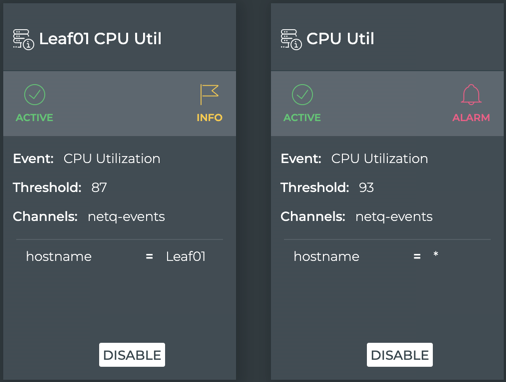 Leaf01 CPU Util
ACTIVE INFO
Event: CPU Utilization
Threshold: 87
Channels: netq-events
hostname = Leaf01
DISABLE
CPU Util
ACTIVE ALARM
Event: CPU Utilization
Threshold: 93
Channels: netq-events
hostname = *
DISABLE